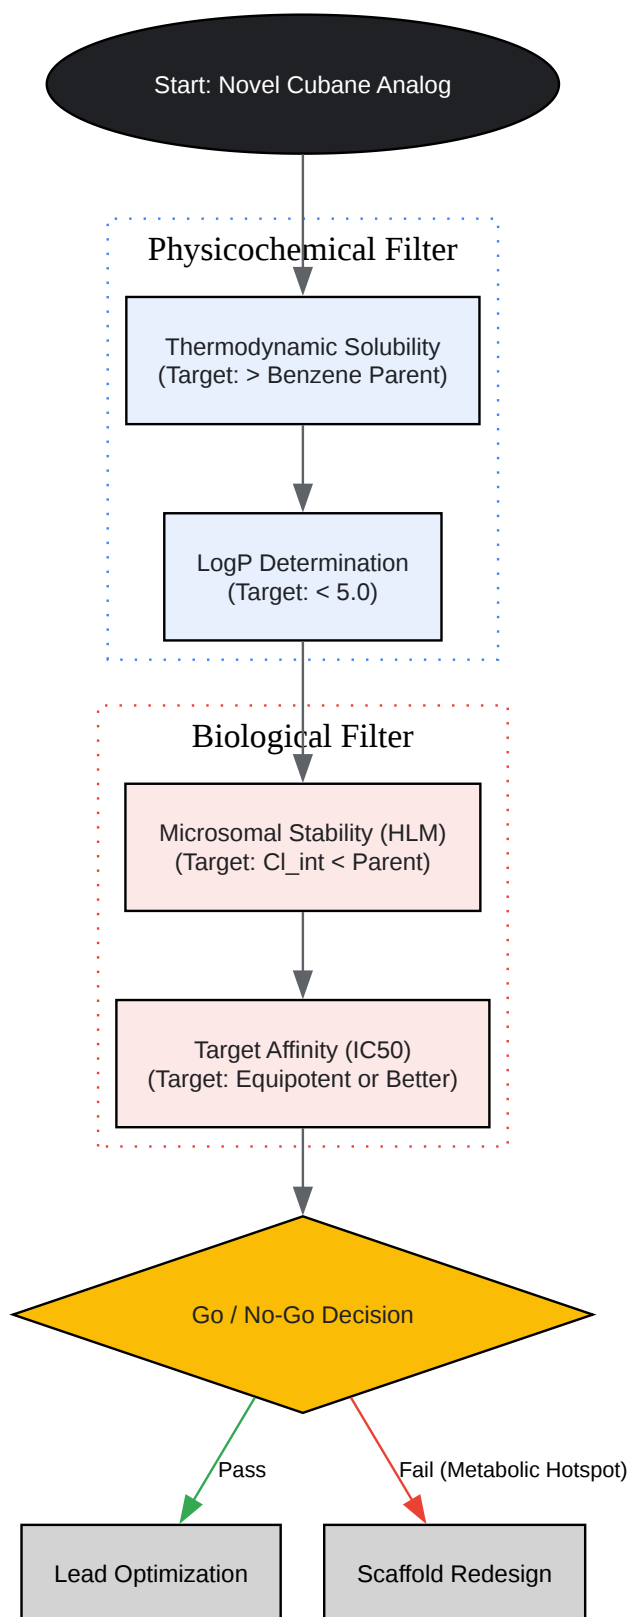 Start: Novel Cubane Analog
Physicochemical Filter
Thermodynamic Solubility
(Target: > Benzene Parent)
LogP Determination
(Target: < 5.0)
Biological Filter
Microsomal Stability (HLM)
(Target: Cl_int < Parent)
Target Affinity (IC50)
(Target: Equipotent or Better)
Go / No-Go Decision
Pass
Fail (Metabolic Hotspot)
Lead Optimization
Scaffold Redesign